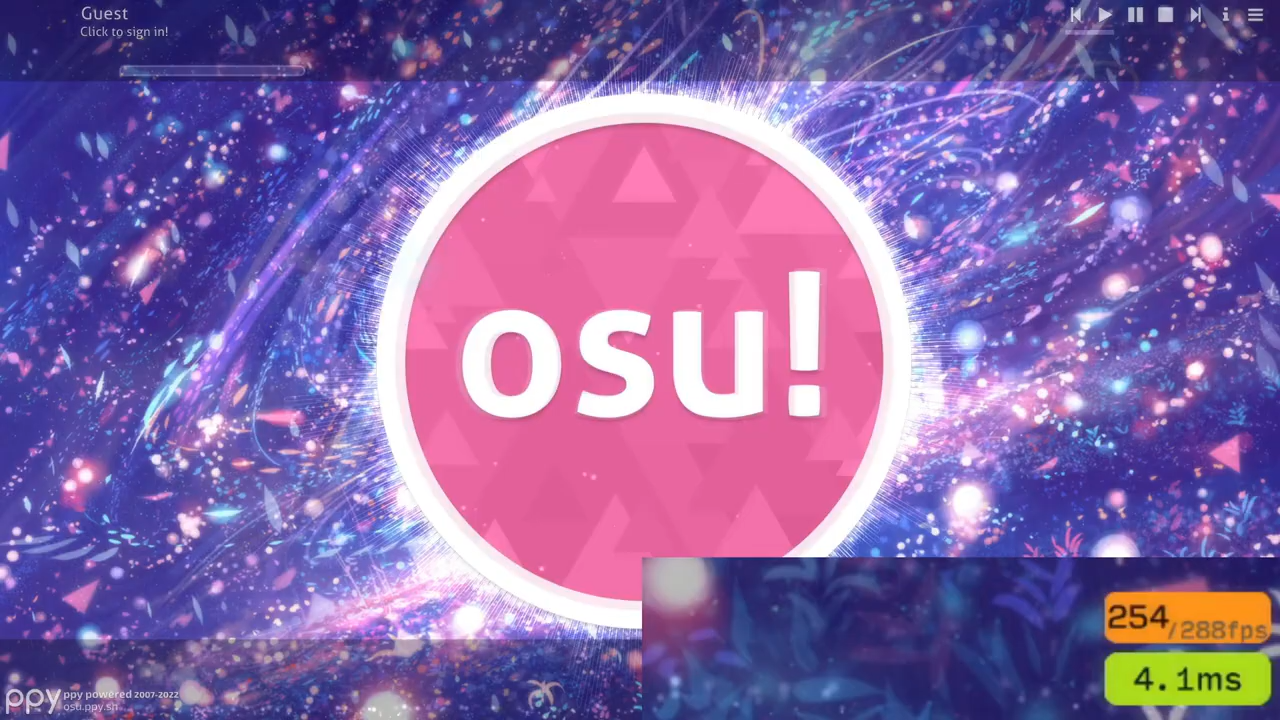 Guest
Click to sign in!
osu!
254/288fps
4.1ms
ppy ppy powered 2007-2022
osu.ppy.sh